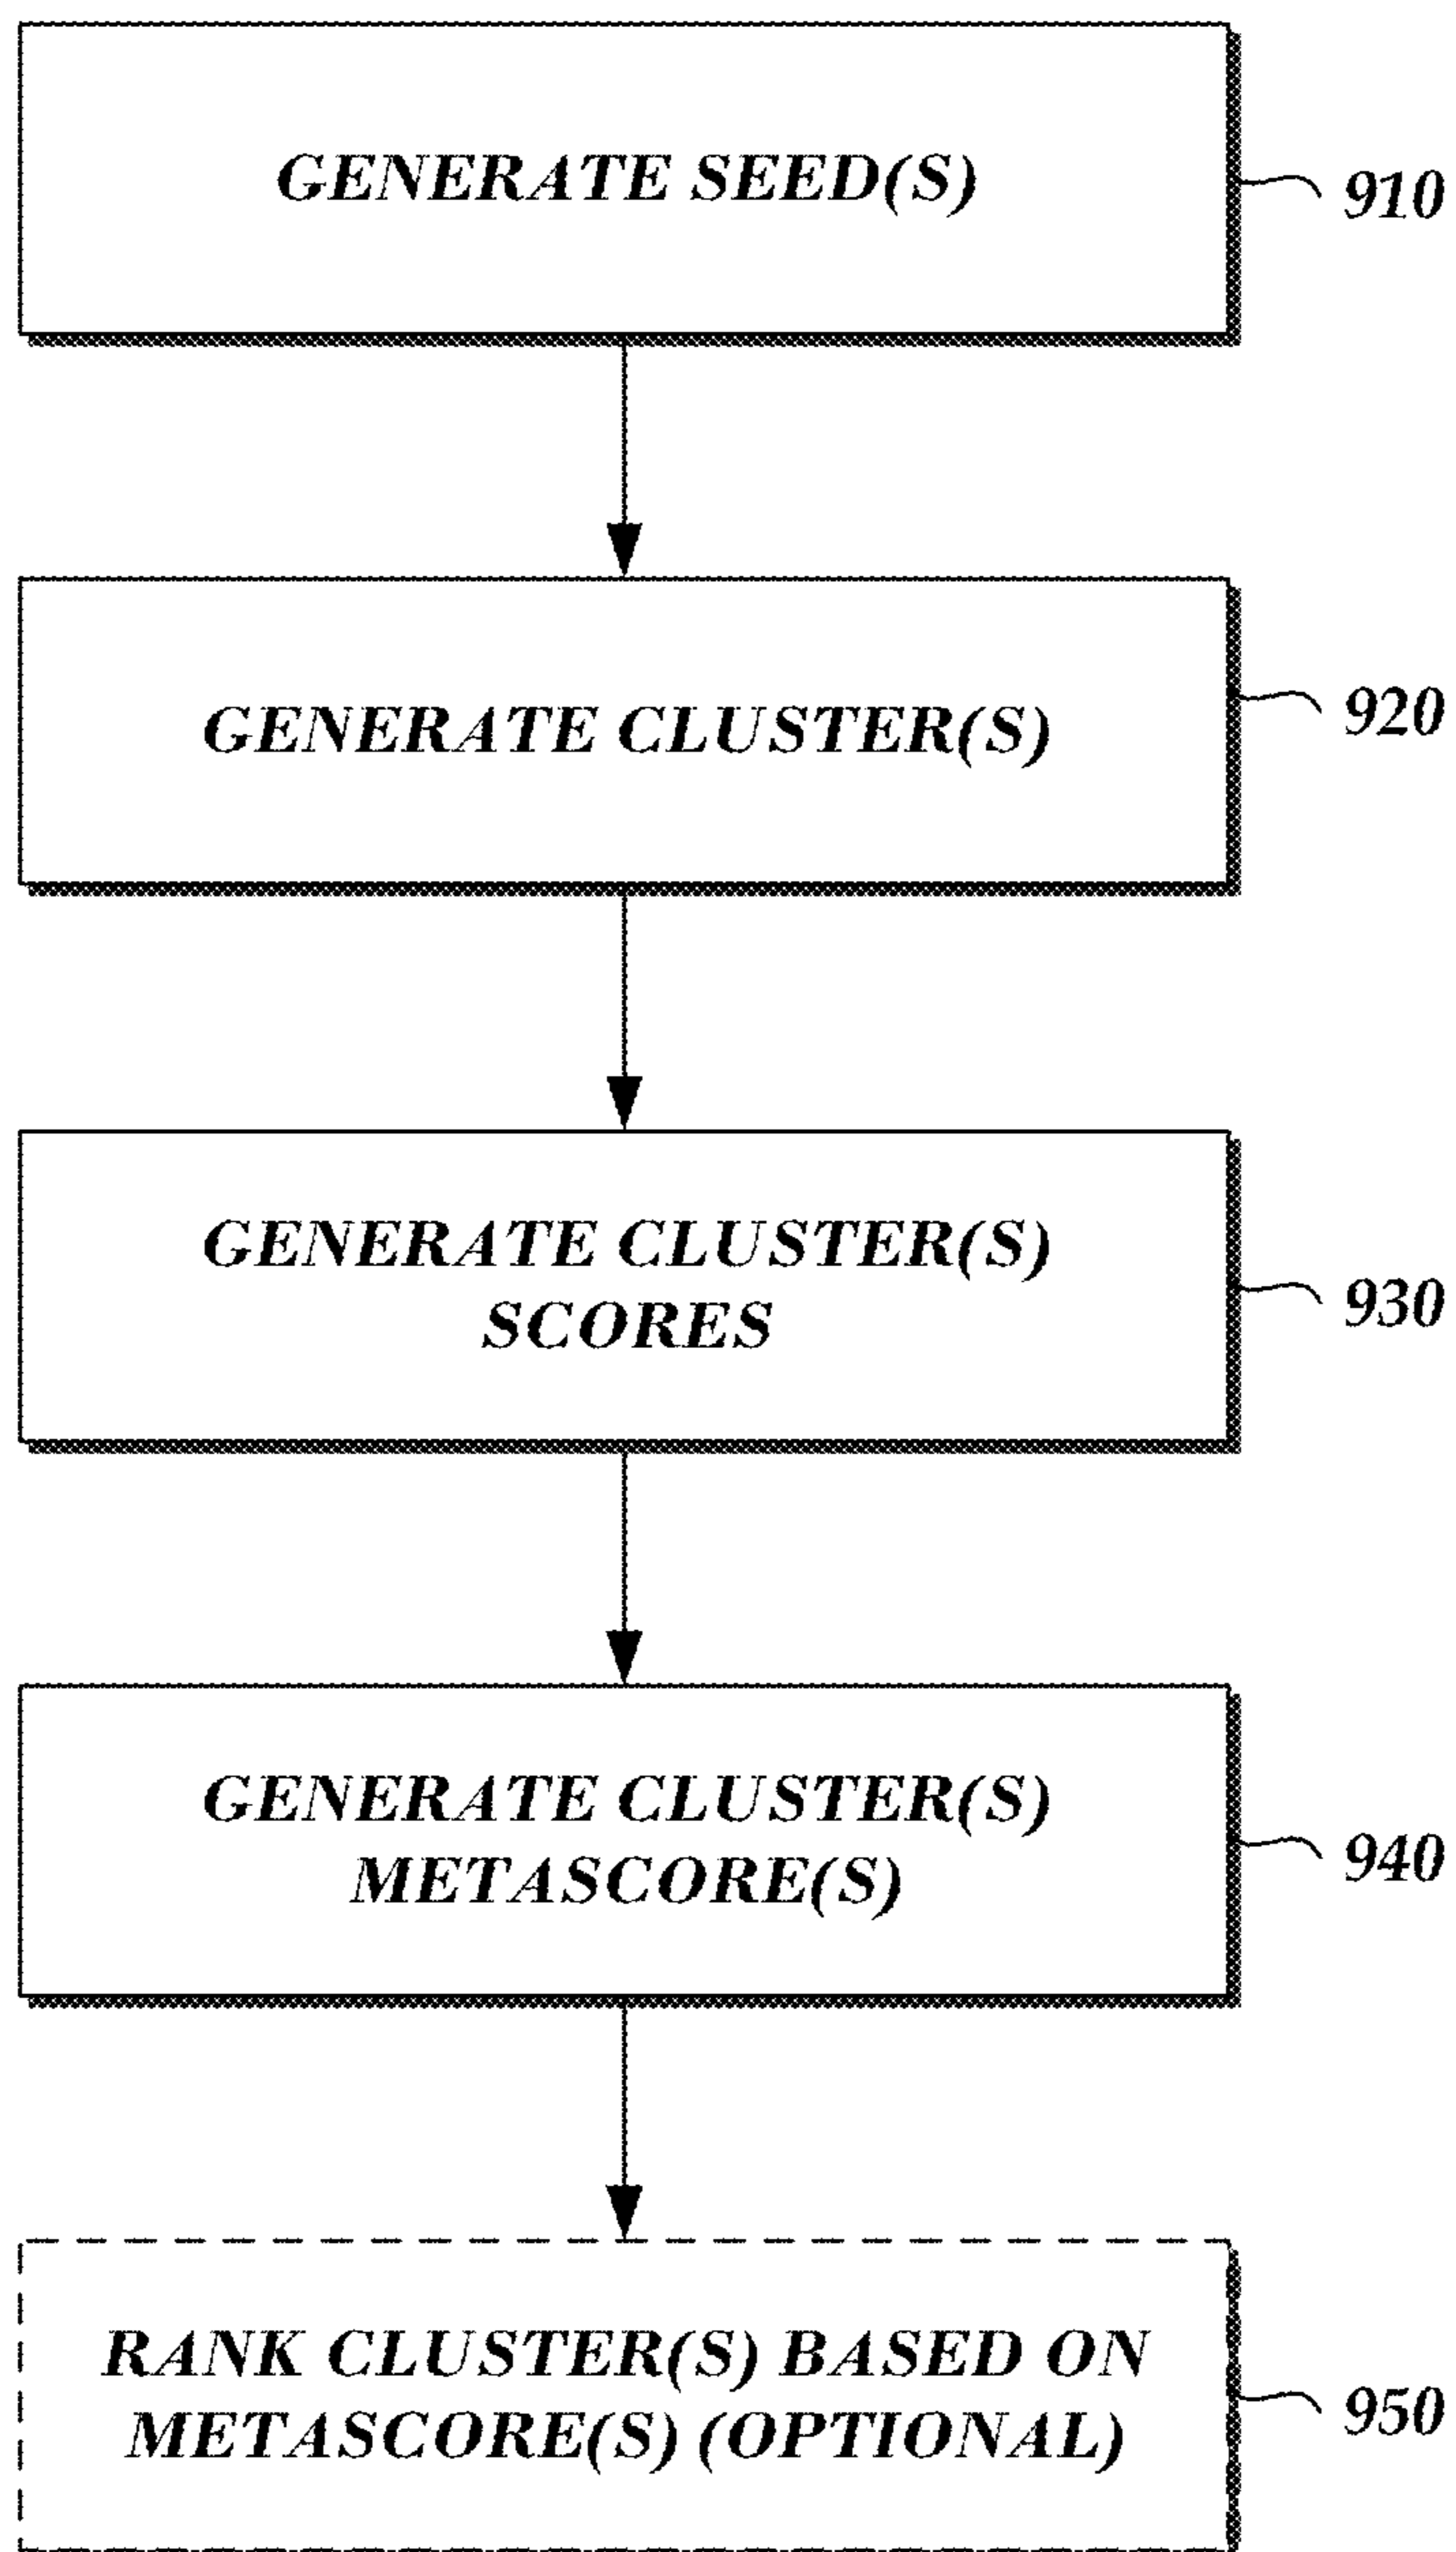 GENERATE SEED(S)
910
GENERATE CLUSTER(S)
920
GENERATE CLUSTER(S)
SCORES
930
GENERATE CLUSTER(S)
METASCORE(S)
940
RANK CLUSTER(S) BASED ON
METASCORE(S) (OPTIONAL)
950